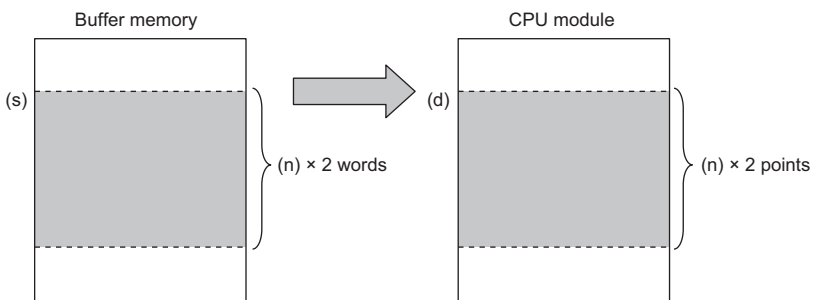 Buffer memory
CPU module
(s)
(d)
(n) × 2 words
(n) × 2 points